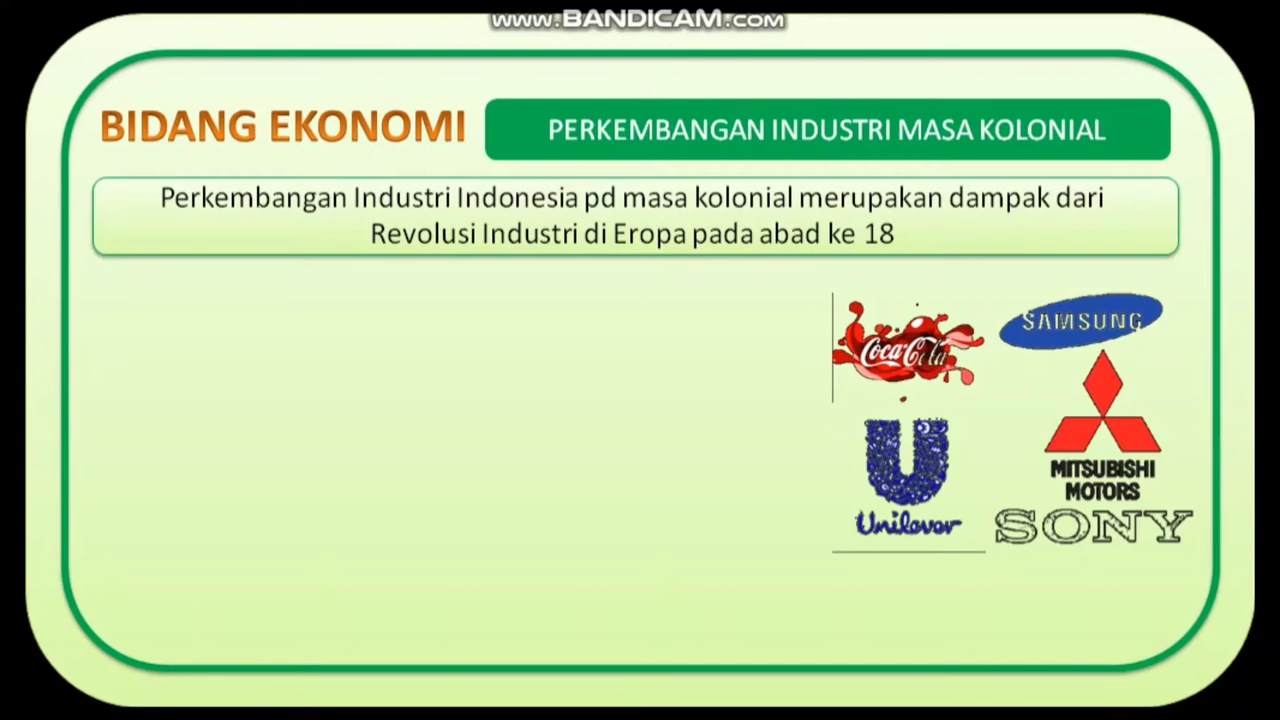 www.BANDICAM.com
BIDANG EKONOMI
PERKEMBANGAN INDUSTRI MASA KOLONIAL
Perkembangan Industri Indonesia pd masa kolonial merupakan dampak dari
Revolusi Industri di Eropa pada abad ke 18
Coca-Cola
SAMSUNG
MITSUBISHI
MOTORS
Unilever
SONY